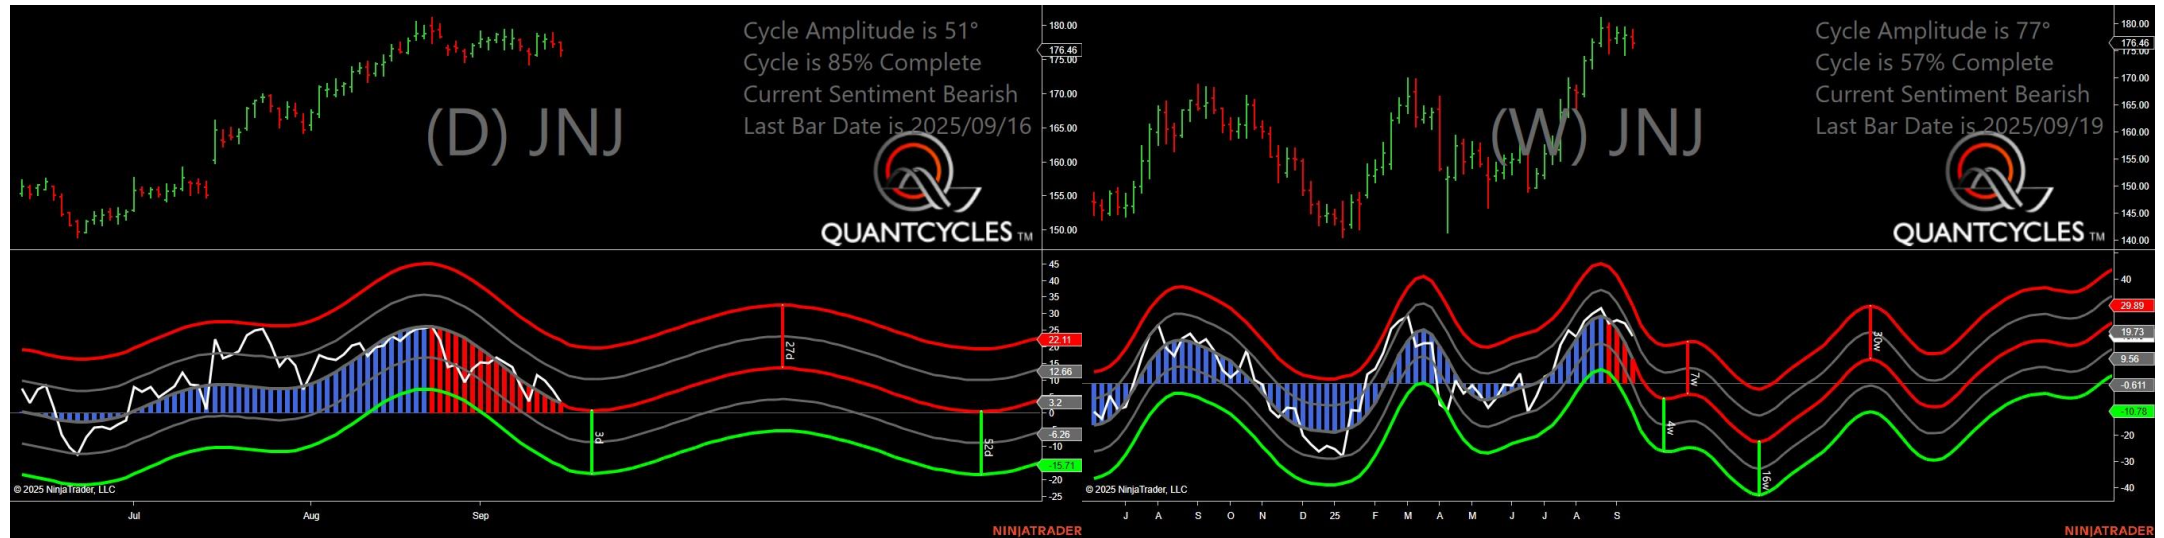 Cycle Amplitude is 51°
Cycle is 85% Complete
Current Sentiment Bearish
Last Bar Date is 2025/09/16
(D) JNJ
QUANTCYCLES TM
180.00
176.46
175.00
170.00
165.00
160.00
155.00
150.00
45
40
35
30
25
22.11
20
15
12.66
10
5
3.2
0
-6.26
-10
-15.71
-20
-25
27d
3d
52d
© 2025 NinjaTrader, LLC
Jul Aug Sep
NINJATRADER
Cycle Amplitude is 77°
Cycle is 57% Complete
Current Sentiment Bearish
Last Bar Date is 2025/09/19
(W) JNJ
QUANTCYCLES TM
180.00
176.46
175.00
170.00
165.00
160.00
155.00
150.00
145.00
140.00
40
29.89
19.73
9.56
-0.611
-10.78
-20
-30
-40
7w
4w
16w
30w
© 2025 NinjaTrader, LLC
J A S O N D 25 F M A M J J A S
NINJATRADER